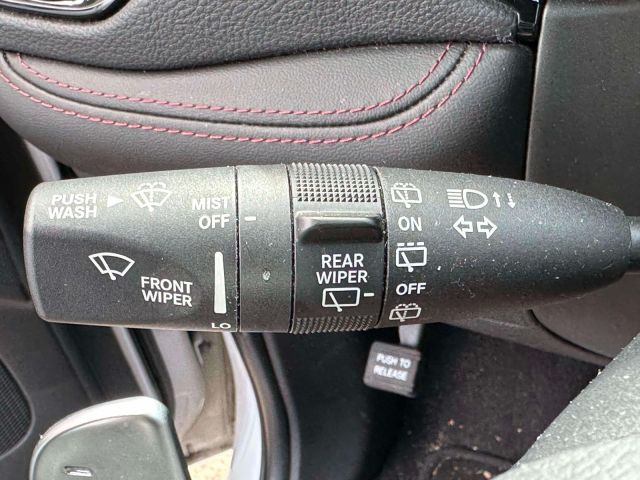 PUSH
WASH
MIST
OFF
FRONT
WIPER
LO
REAR
WIPER
ON
OFF
PUSH TO
RELEASE